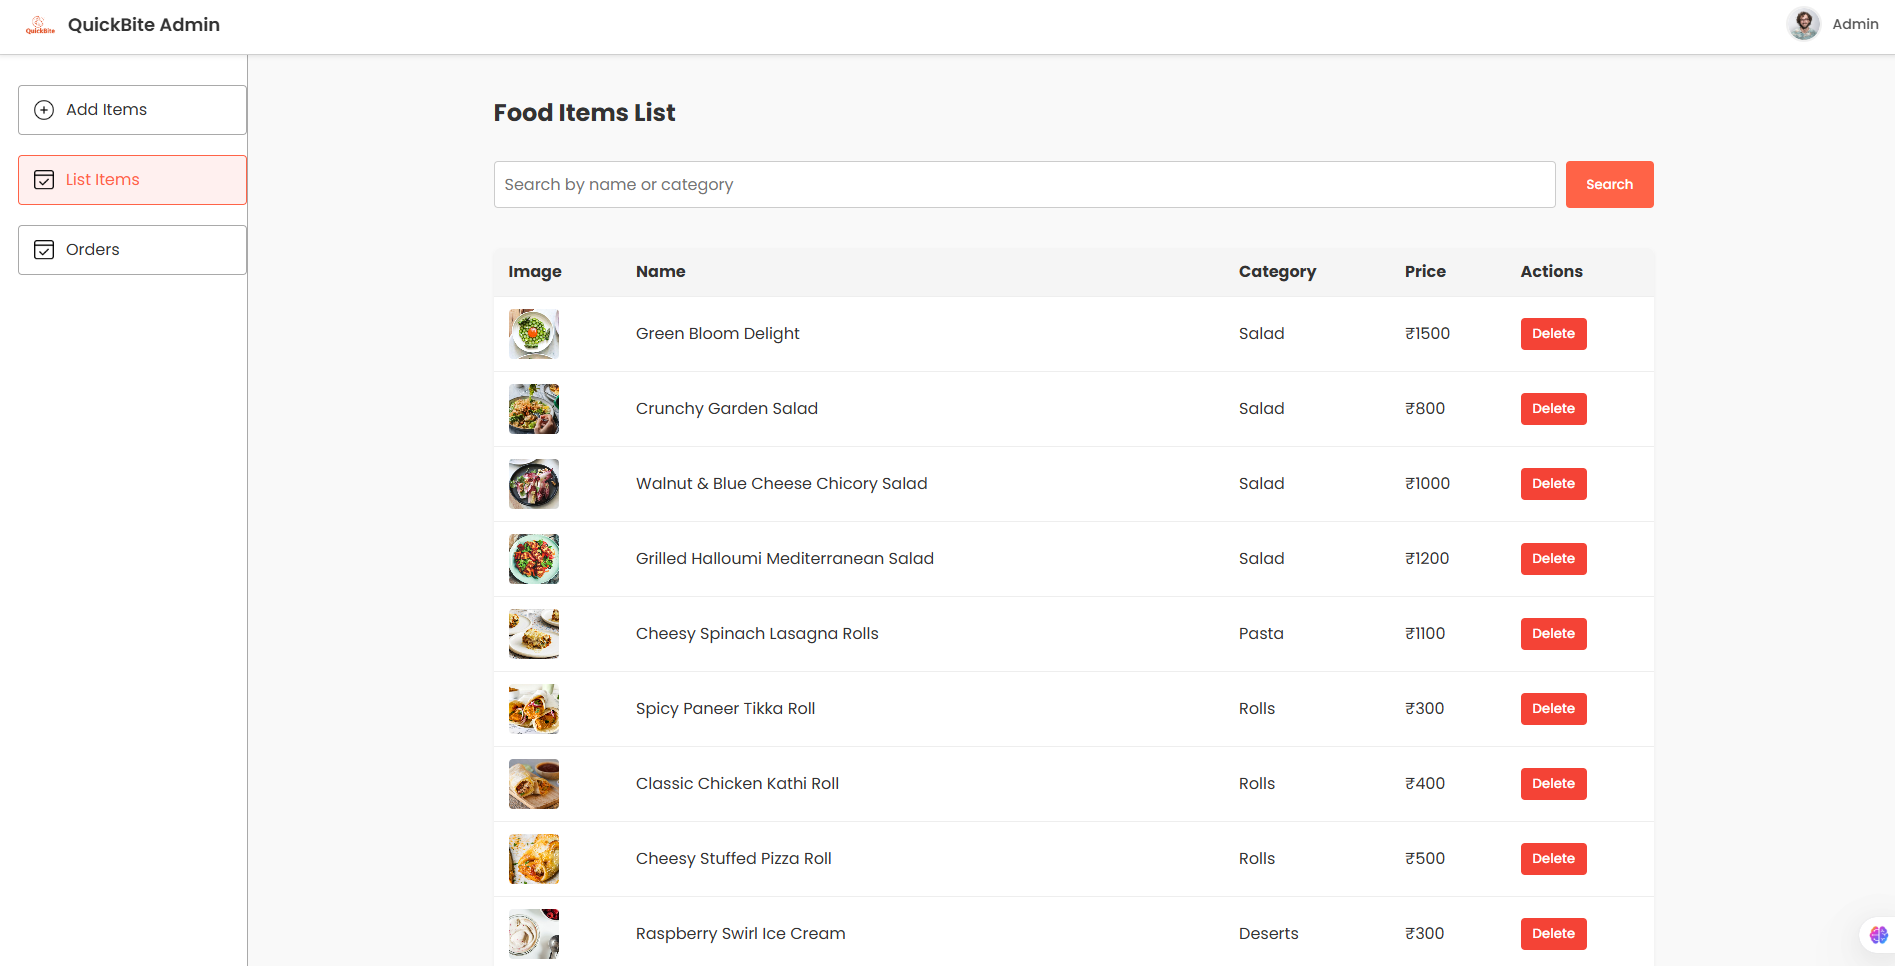 QuickBite
QuickBite Admin
Admin
Add Items
List Items
Orders
Food Items List
Search by name or category
Search
Image Name Category Price Actions
Green Bloom Delight Salad ₹1500 Delete
Crunchy Garden Salad Salad ₹800 Delete
Walnut & Blue Cheese Chicory Salad Salad ₹1000 Delete
Grilled Halloumi Mediterranean Salad Salad ₹1200 Delete
Cheesy Spinach Lasagna Rolls Pasta ₹1100 Delete
Spicy Paneer Tikka Roll Rolls ₹300 Delete
Classic Chicken Kathi Roll Rolls ₹400 Delete
Cheesy Stuffed Pizza Roll Rolls ₹500 Delete
Raspberry Swirl Ice Cream Deserts ₹300 Delete